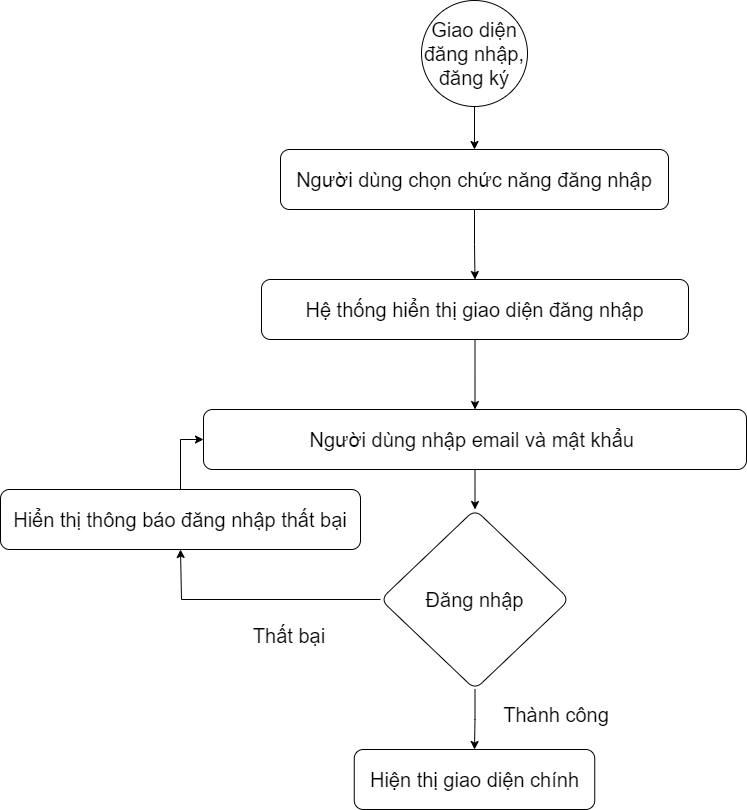 Giao diện
đăng nhập,
đăng ký
Người dùng chọn chức năng đăng nhập
Hệ thống hiển thị giao diện đăng nhập
Người dùng nhập email và mật khẩu
Hiển thị thông báo đăng nhập thất bại
Đăng nhập
Thất bại
Thành công
Hiện thị giao diện chính